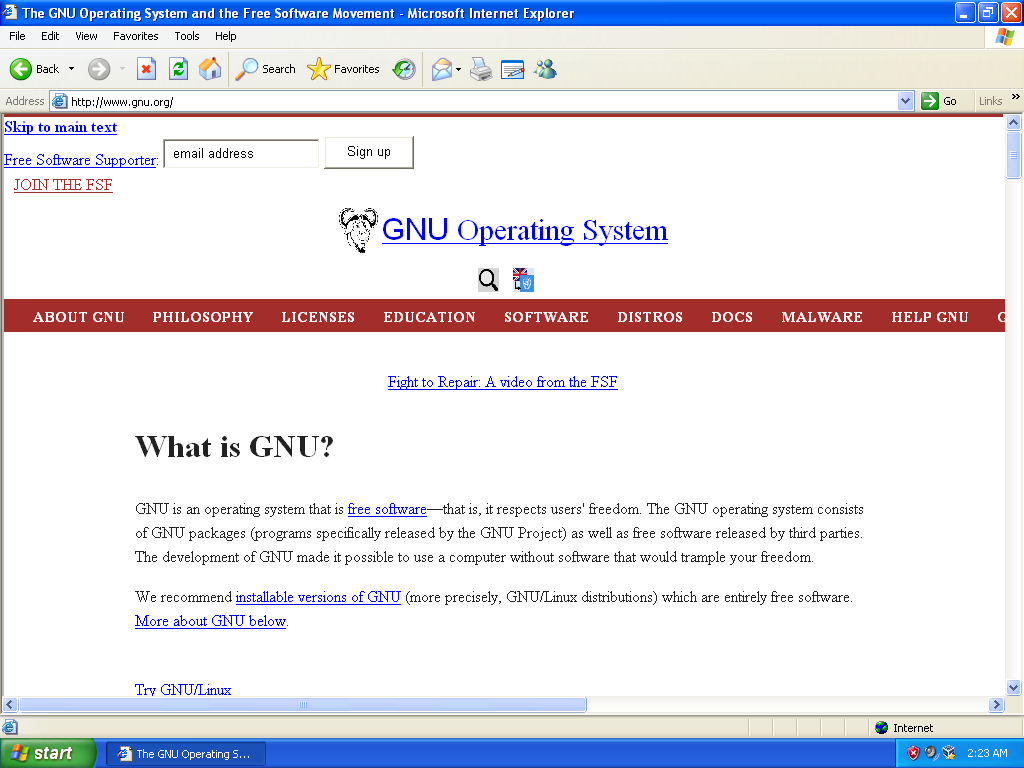 The GNU Operating System and the Free Software Movement - Microsoft Internet Explorer
File Edit View Favorites Tools Help
Back Search Favorites
Address http://www.gnu.org/ Go Links »
Skip to main text
Free Software Supporter: email address Sign up
JOIN THE FSF
GNU Operating System
ABOUT GNU PHILOSOPHY LICENSES EDUCATION SOFTWARE DISTROS DOCS MALWARE HELP GNU
Fight to Repair: A video from the FSF
What is GNU?
GNU is an operating system that is free software—that is, it respects users' freedom. The GNU operating system consists
of GNU packages (programs specifically released by the GNU Project) as well as free software released by third parties.
The development of GNU made it possible to use a computer without software that would trample your freedom.
We recommend installable versions of GNU (more precisely, GNU/Linux distributions) which are entirely free software.
More about GNU below.
Try GNU/Linux
Internet
start The GNU Operating S... 2:23 AM